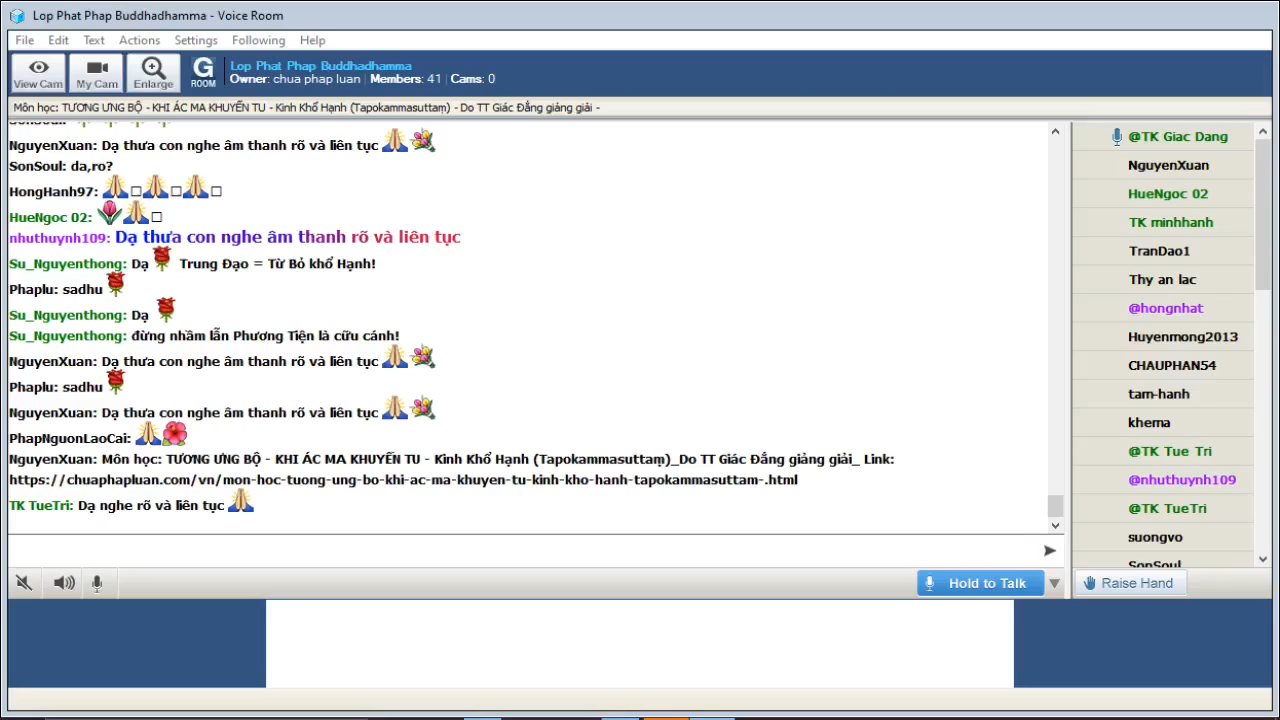 Lop Phat Phap Buddhadhamma - Voice Room
File Edit Text Actions Settings Following Help
View Cam My Cam Enlarge G ROOM
Lop Phat Phap Buddhadhamma
Owner: chua phap luan Members: 41 Cams: 0
Môn học: TƯƠNG ƯNG BỘ - KHI ÁC MA KHUYẾN TU - Kinh Khổ Hạnh (Tapokammasuttaṃ) - Do TT Giác Đẳng giảng giải -
NguyenXuan: Dạ thưa con nghe âm thanh rõ và liên tục
SonSoul: da,ro?
HongHanh97:
HueNgoc 02:
nhuthuynh109: Dạ thưa con nghe âm thanh rõ và liên tục
Su_Nguyenthong: Dạ Trung Đạo = Từ Bỏ khổ Hạnh!
Phaplu: sadhu
Su_Nguyenthong: Dạ
Su_Nguyenthong: đừng nhầm lẫn Phương Tiện là cữu cánh!
NguyenXuan: Dạ thưa con nghe âm thanh rõ và liên tục
Phaplu: sadhu
NguyenXuan: Dạ thưa con nghe âm thanh rõ và liên tục
PhapNguonLaoCai:
NguyenXuan: Môn học: TƯƠNG ƯNG BỘ - KHI ÁC MA KHUYẾN TU - Kinh Khổ Hạnh (Tapokammasuttaṃ)_Do TT Giác Đẳng giảng giải_ Link:
https://chuaphapluan.com/vn/mon-hoc-tuong-ung-bo-khi-ac-ma-khuyen-tu-kinh-kho-hanh-tapokammasuttam-.html
TK TueTri: Dạ nghe rõ và liên tục
@TK Giac Dang
NguyenXuan
HueNgoc 02
TK minhhanh
TranDao1
Thy an lac
@hongnhat
Huyenmong2013
CHAUPHAN54
tam-hanh
khema
@TK Tue Tri
@nhuthuynh109
@TK TueTri
suongvo
SonSoul
Hold to Talk
Raise Hand